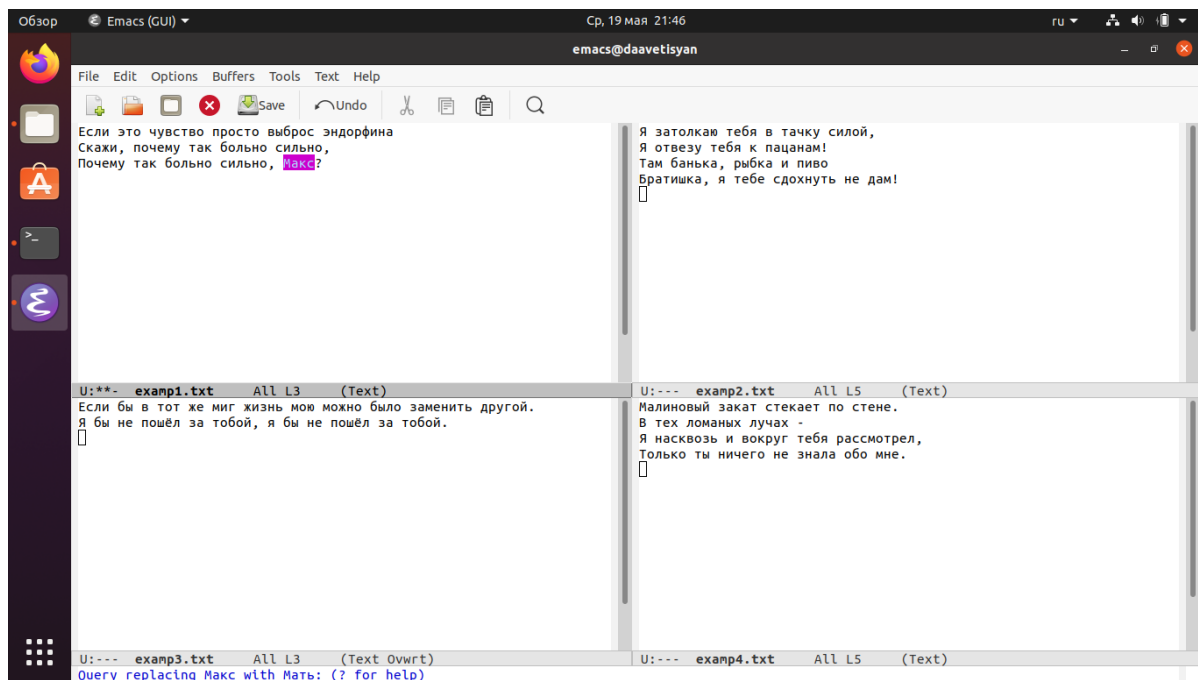 Обзор
Emacs (GUI)
Ср, 19 мая 21:46
ru
emacs@daavetisyan
File Edit Options Buffers Tools Text Help
Save
Undo
Если это чувство просто выброс эндорфина
Скажи, почему так больно сильно,
Почему так больно сильно, Макс?
U:**- examp1.txt All L3 (Text)
Я затолкаю тебя в тачку силой,
Я отвезу тебя к пацанам!
Там банька, рыбка и пиво
Братишка, я тебе сдохнуть не дам!
U:--- examp2.txt All L5 (Text)
Если бы в тот же миг жизнь мою можно было заменить другой.
Я бы не пошёл за тобой, я бы не пошёл за тобой.
U:--- examp3.txt All L3 (Text Ovwrt)
Малиновый закат стекает по стене.
В тех ломаных лучах -
Я насквозь и вокруг тебя рассмотрел,
Только ты ничего не знала обо мне.
U:--- examp4.txt All L5 (Text)
Query replacing Макс with Мать: (? for help)